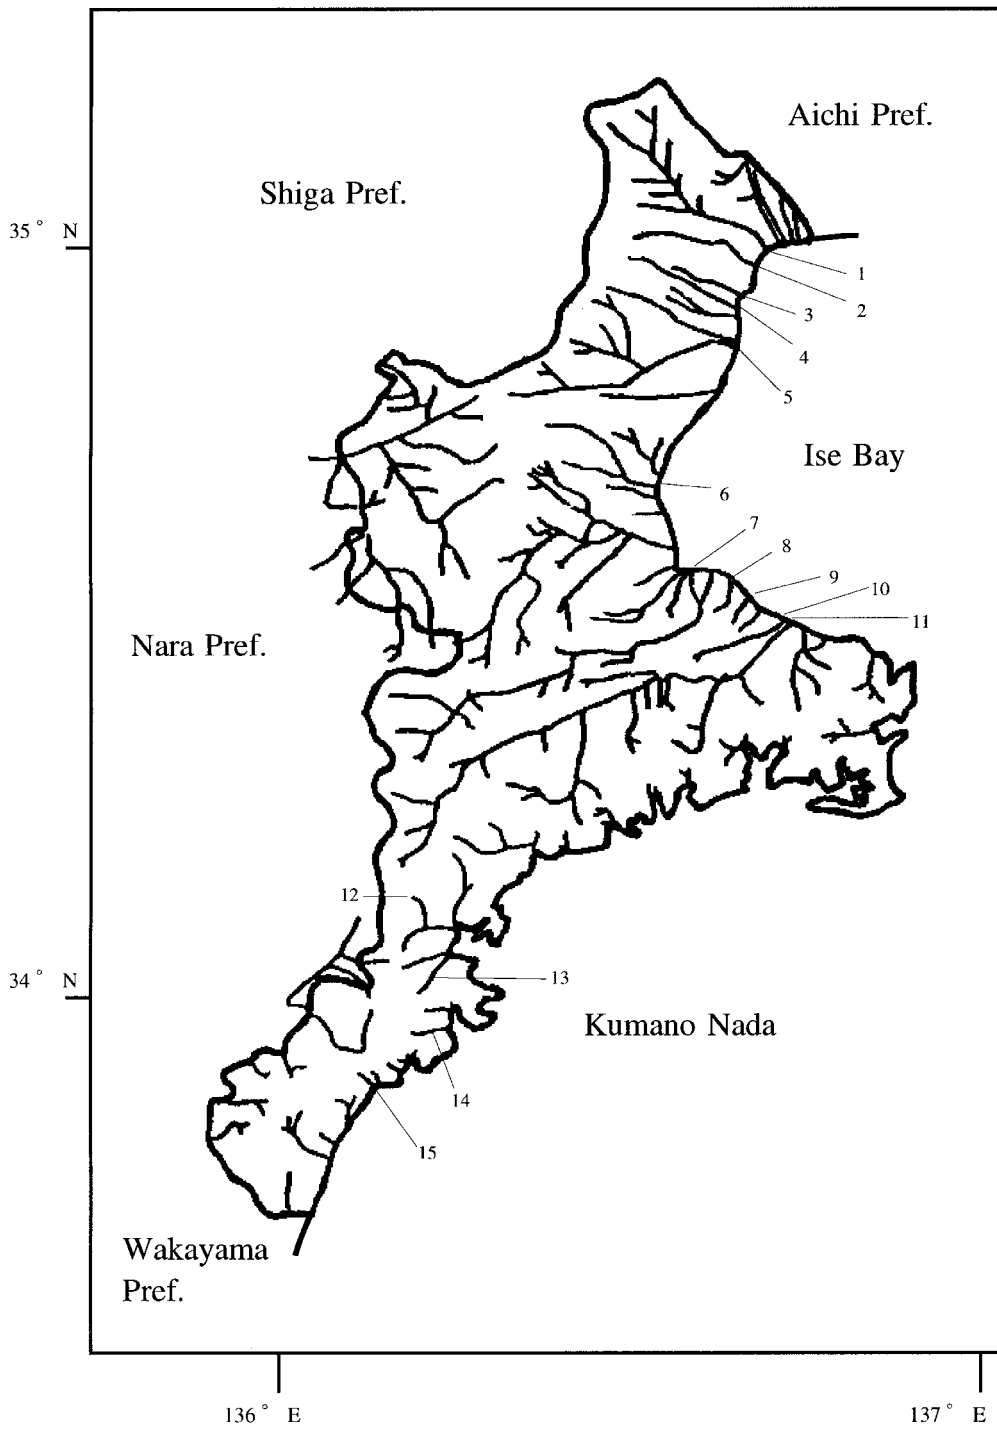 Aichi Pref.
Shiga Pref.
35° N
1
2
3
4
5
Ise Bay
6
7
8
9
10
11
Nara Pref.
12
13
34° N
Kumano Nada
14
15
Wakayama
Pref.
136° E
137° E